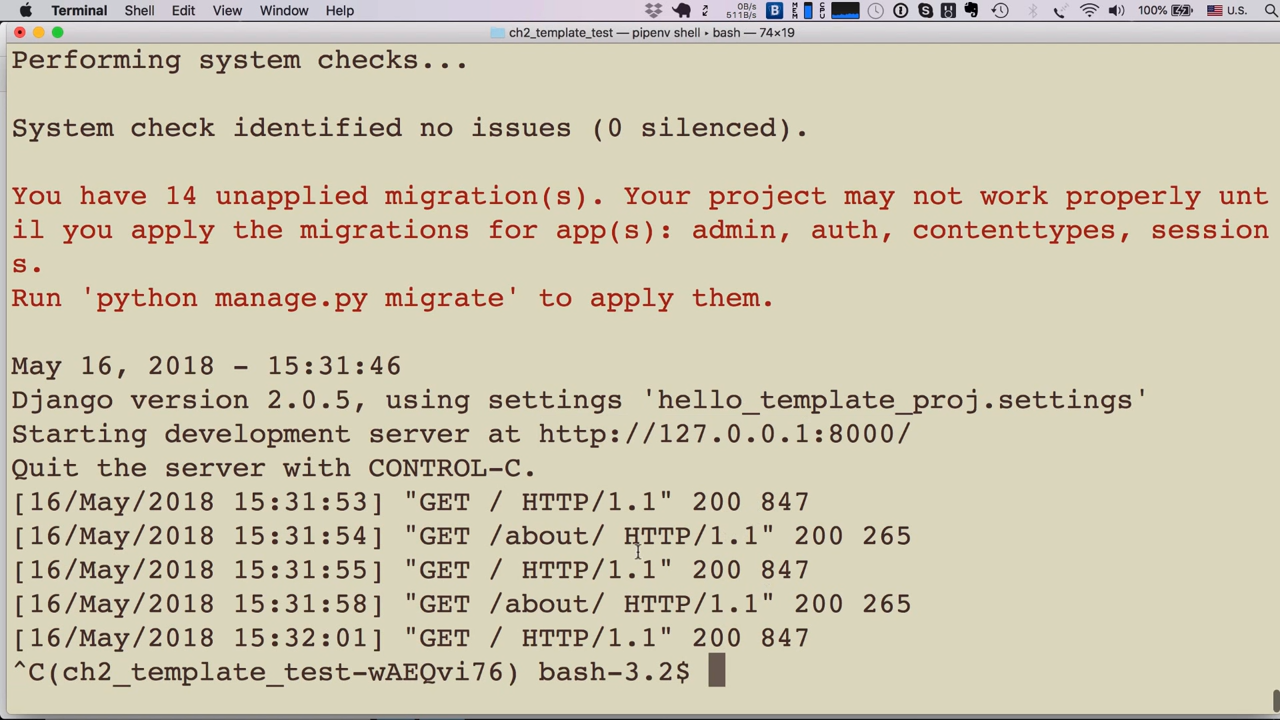 Terminal Shell Edit View Window Help
0B/s
511B/s
100%
U.S.
ch2_template_test — pipenv shell ▸ bash — 74×19
Performing system checks...
System check identified no issues (0 silenced).
You have 14 unapplied migration(s). Your project may not work properly unt
il you apply the migrations for app(s): admin, auth, contenttypes, session
s.
Run 'python manage.py migrate' to apply them.
May 16, 2018 - 15:31:46
Django version 2.0.5, using settings 'hello_template_proj.settings'
Starting development server at http://127.0.0.1:8000/
Quit the server with CONTROL-C.
[16/May/2018 15:31:53] "GET / HTTP/1.1" 200 847
[16/May/2018 15:31:54] "GET /about/ HTTP/1.1" 200 265
[16/May/2018 15:31:55] "GET / HTTP/1.1" 200 847
[16/May/2018 15:31:58] "GET /about/ HTTP/1.1" 200 265
[16/May/2018 15:32:01] "GET / HTTP/1.1" 200 847
^C(ch2_template_test-wAEQvi76) bash-3.2$